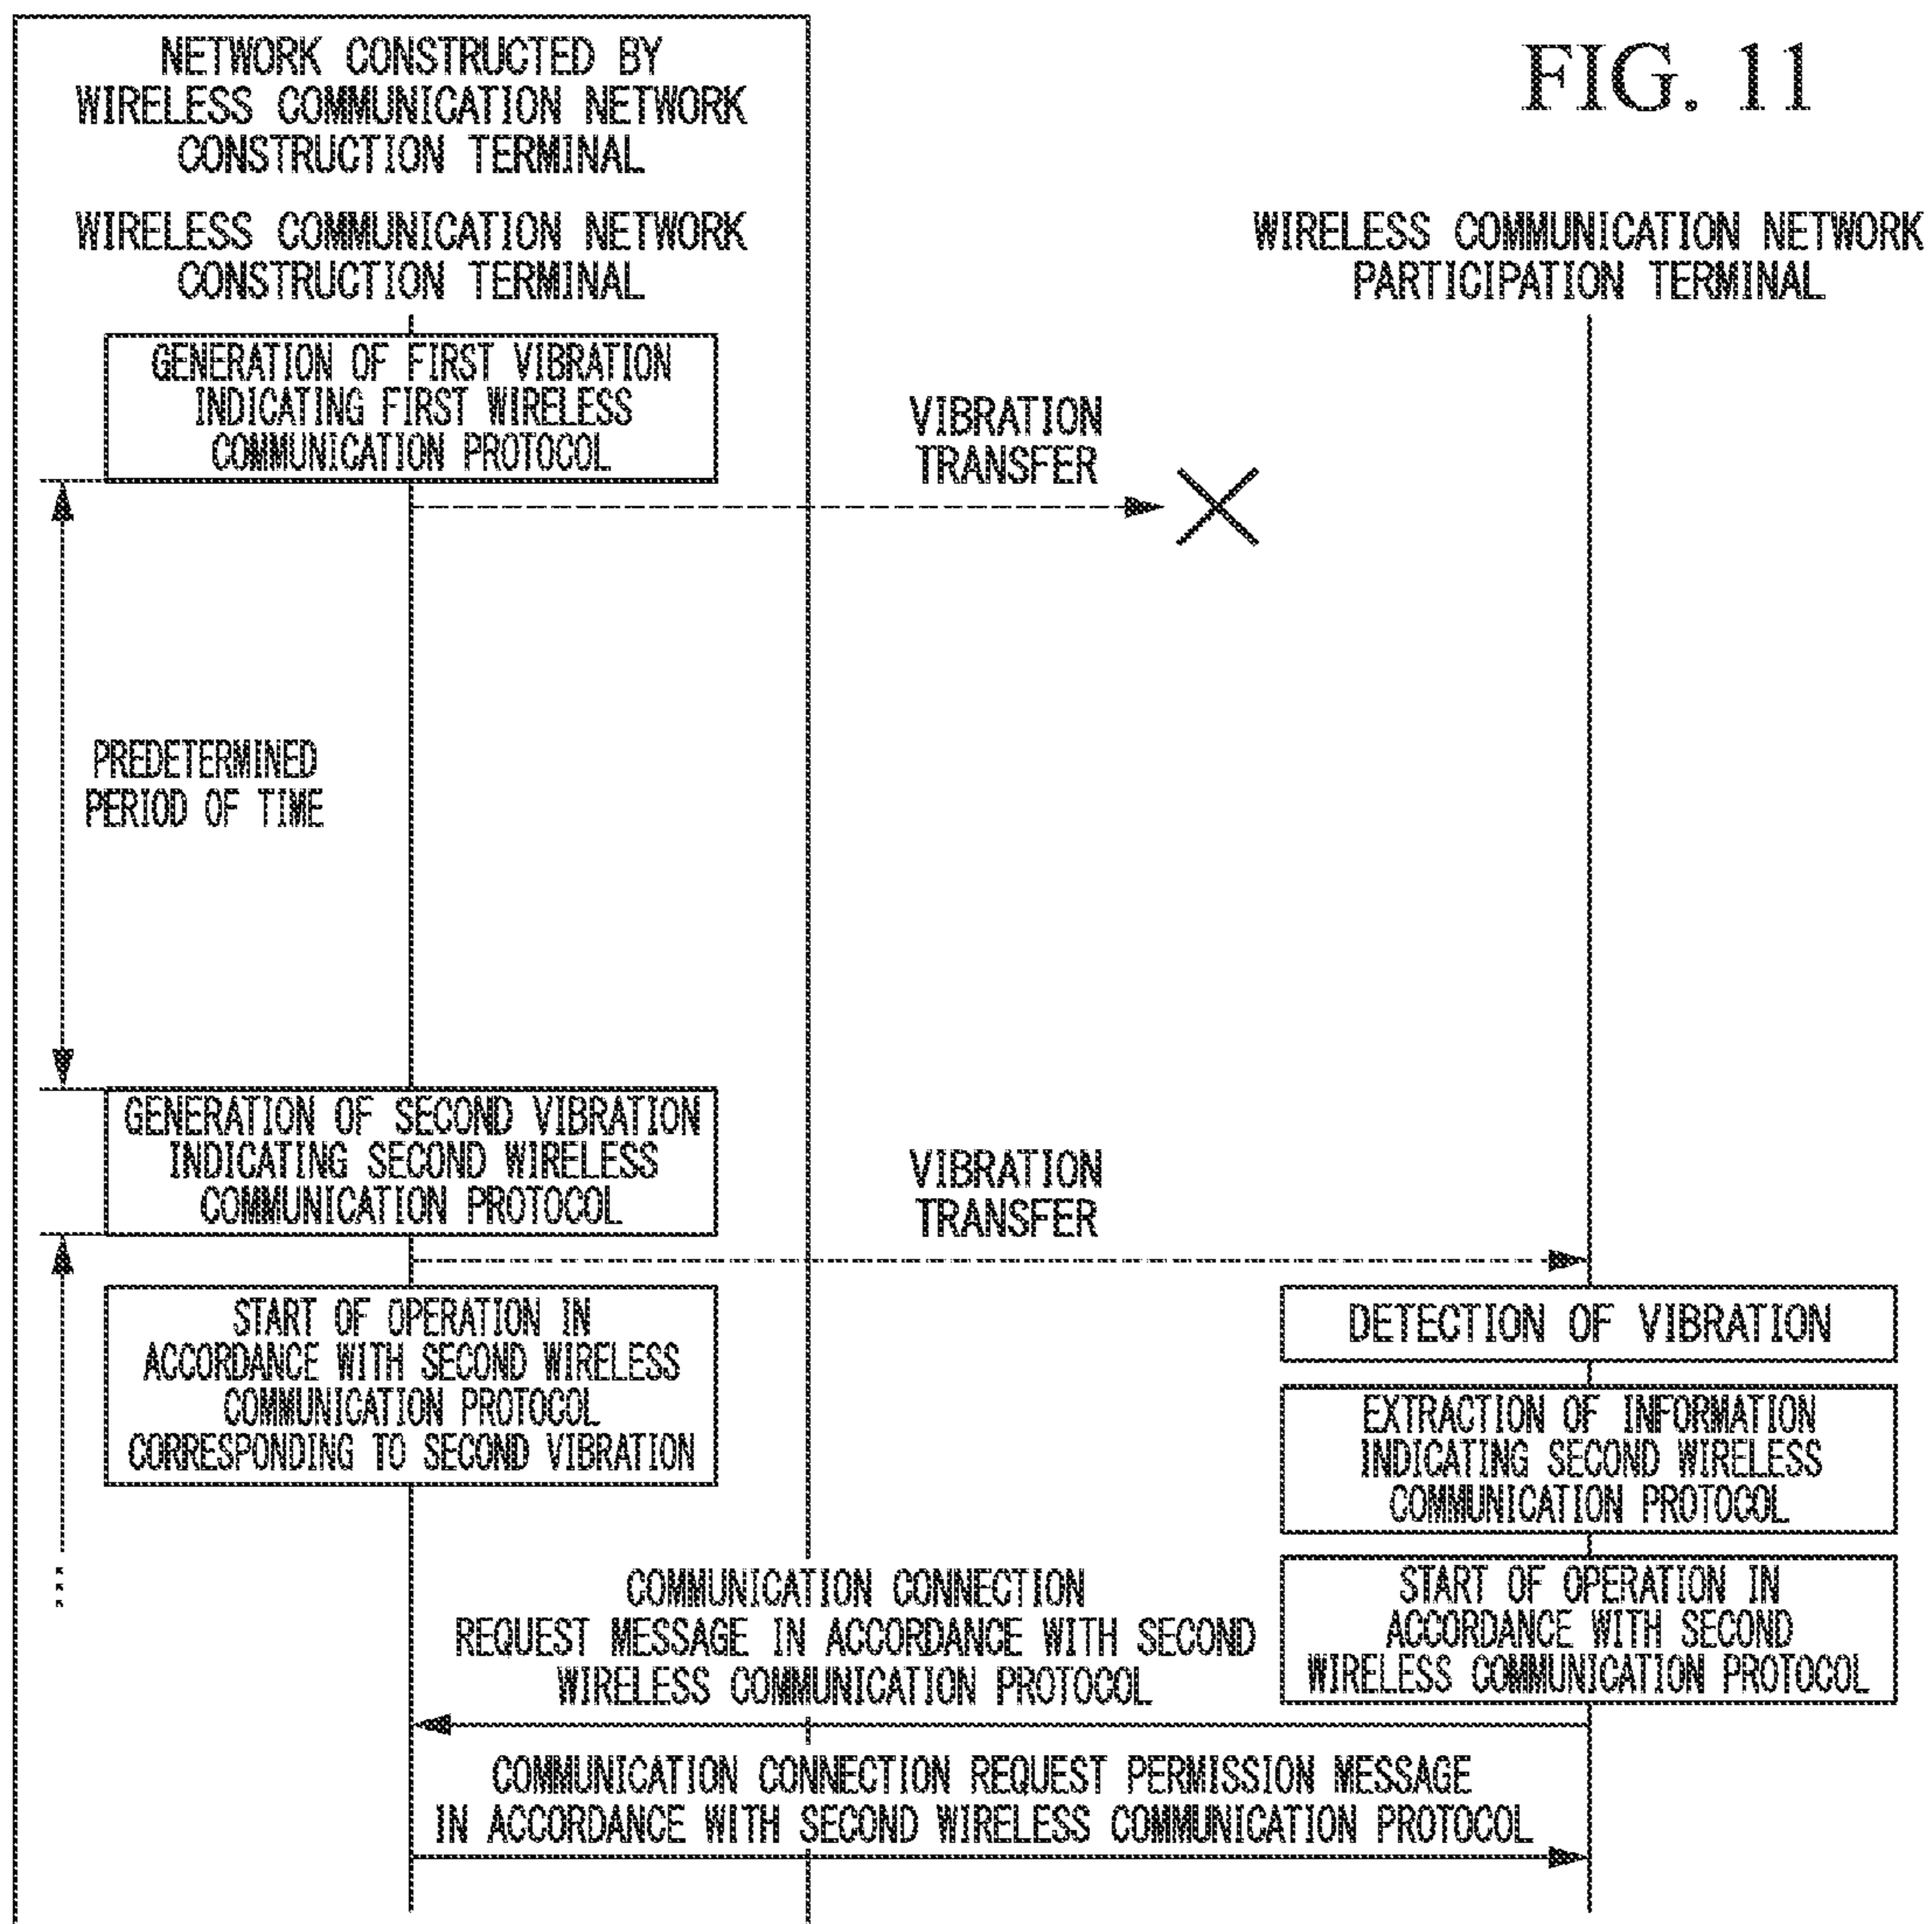 FIG. 11
NETWORK CONSTRUCTED BY
WIRELESS COMMUNICATION NETWORK
CONSTRUCTION TERMINAL
WIRELESS COMMUNICATION NETWORK
CONSTRUCTION TERMINAL
WIRELESS COMMUNICATION NETWORK
PARTICIPATION TERMINAL
GENERATION OF FIRST VIBRATION
INDICATING FIRST WIRELESS
COMMUNICATION PROTOCOL
VIBRATION
TRANSFER
PREDETERMINED
PERIOD OF TIME
GENERATION OF SECOND VIBRATION
INDICATING SECOND WIRELESS
COMMUNICATION PROTOCOL
VIBRATION
TRANSFER
START OF OPERATION IN
ACCORDANCE WITH SECOND WIRELESS
COMMUNICATION PROTOCOL
CORRESPONDING TO SECOND VIBRATION
DETECTION OF VIBRATION
EXTRACTION OF INFORMATION
INDICATING SECOND WIRELESS
COMMUNICATION PROTOCOL
START OF OPERATION IN
ACCORDANCE WITH SECOND
WIRELESS COMMUNICATION PROTOCOL
COMMUNICATION CONNECTION
REQUEST MESSAGE IN ACCORDANCE WITH SECOND
WIRELESS COMMUNICATION PROTOCOL
COMMUNICATION CONNECTION REQUEST PERMISSION MESSAGE
IN ACCORDANCE WITH SECOND WIRELESS COMMUNICATION PROTOCOL